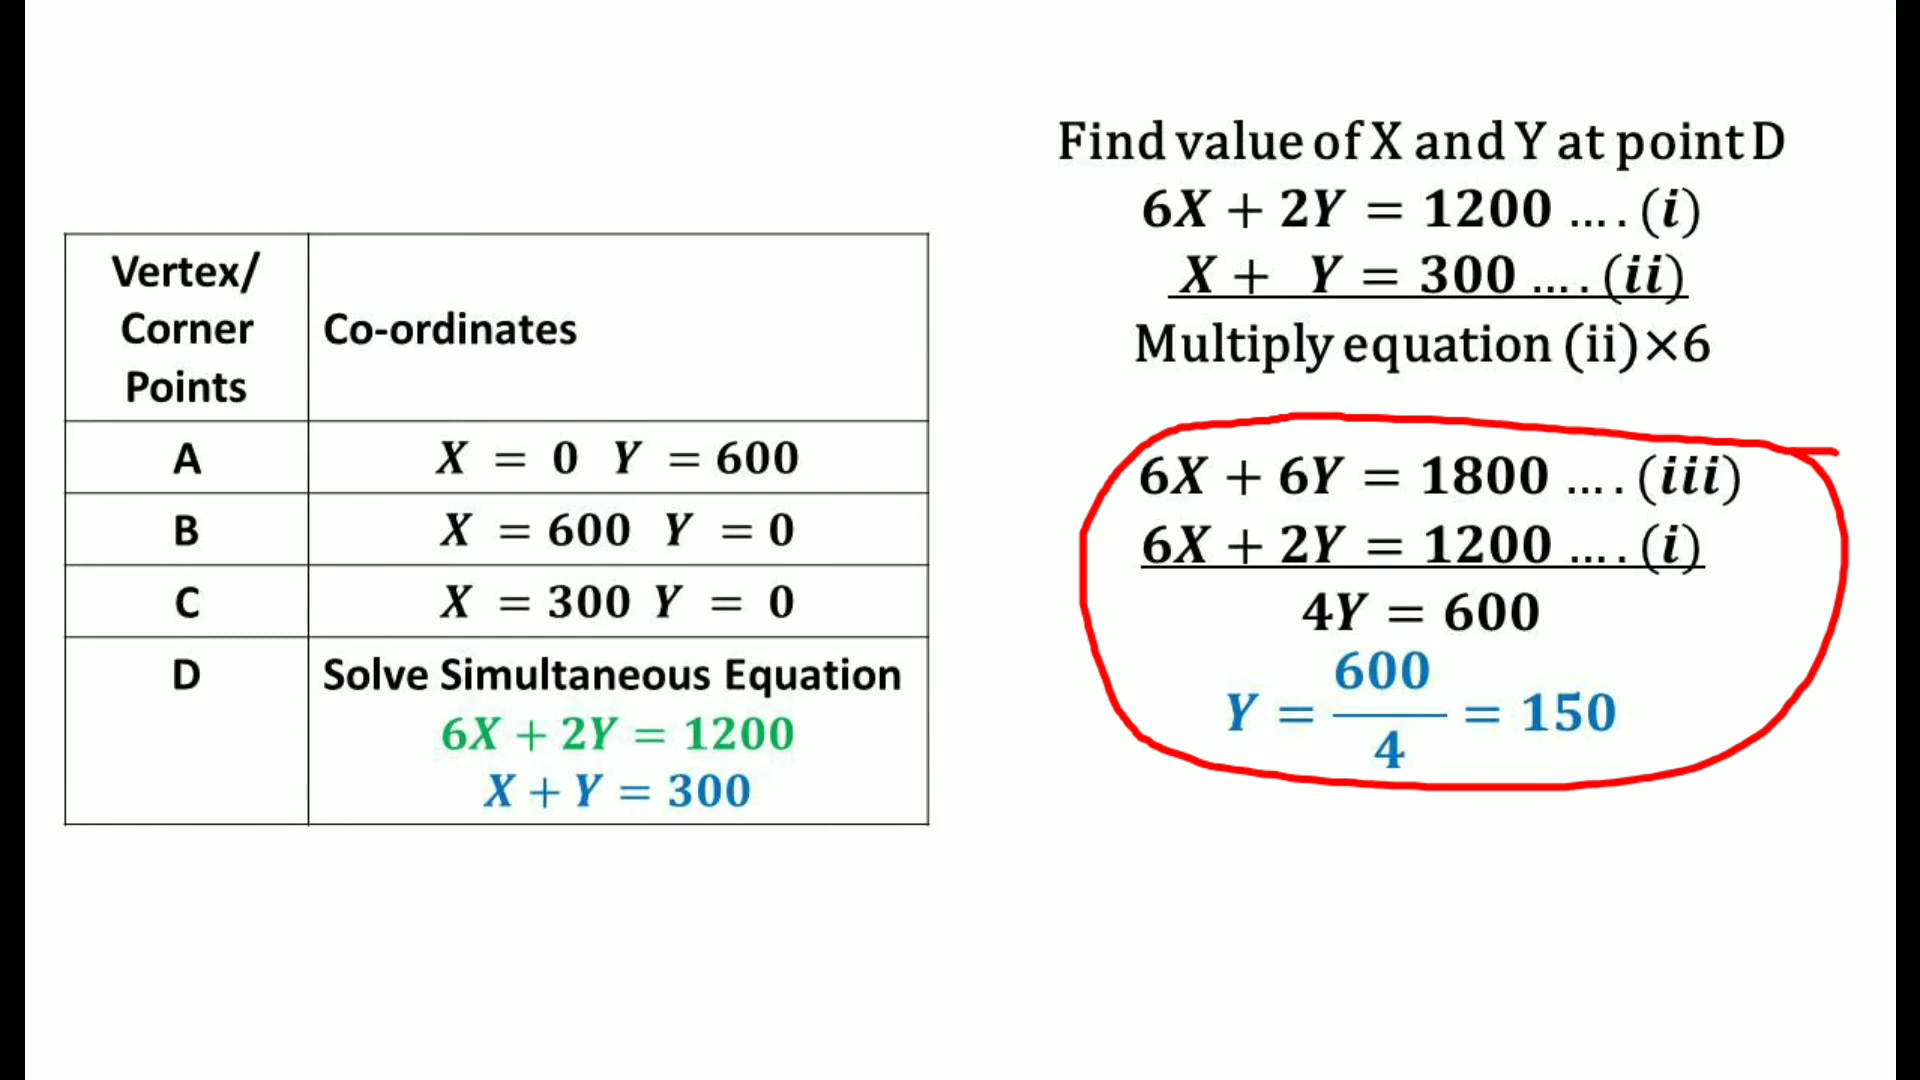 Vertex/
Corner
Points
Co-ordinates
A
X = 0 Y = 600
B
X = 600 Y = 0
C
X = 300 Y = 0
D
Solve Simultaneous Equation
6X + 2Y = 1200
X + Y = 300
Find value of X and Y at point D
6X + 2Y = 1200 .... (i)
X + Y = 300 .... (ii)
Multiply equation (ii)×6
6X + 6Y = 1800 .... (iii)
6X + 2Y = 1200 .... (i)
4Y = 600
Y = 600/4 = 150